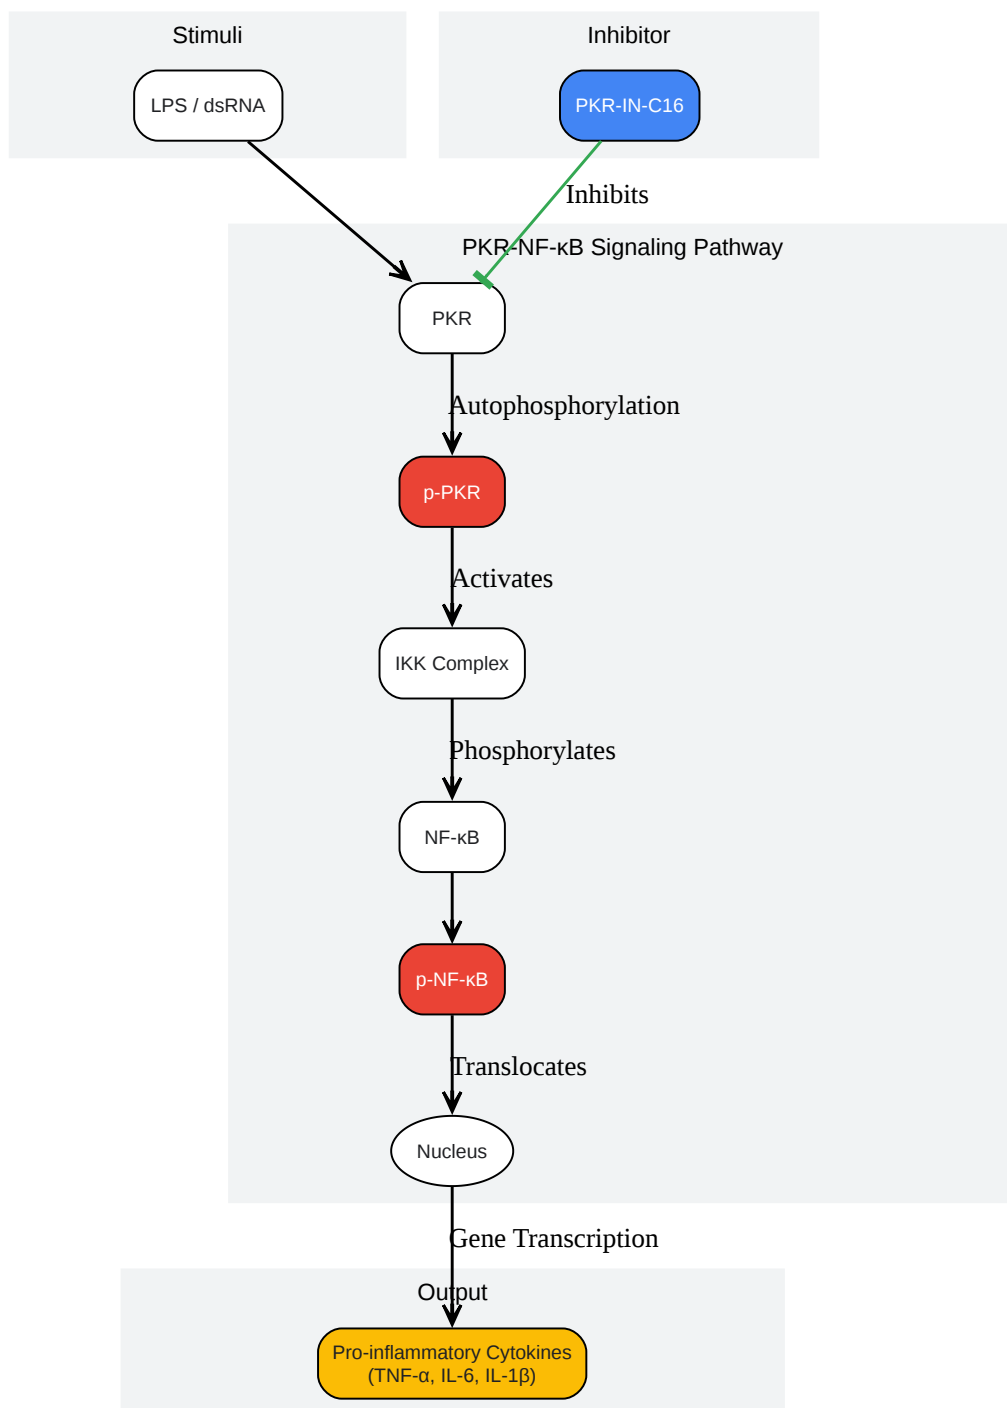 Stimuli
Inhibitor
LPS / dsRNA
PKR-IN-C16
Inhibits
PKR-NF-κB Signaling Pathway
PKR
Autophosphorylation
p-PKR
Activates
IKK Complex
Phosphorylates
NF-κB
p-NF-κB
Translocates
Nucleus
Gene Transcription
Output
Pro-inflammatory Cytokines
(TNF-α, IL-6, IL-1β)